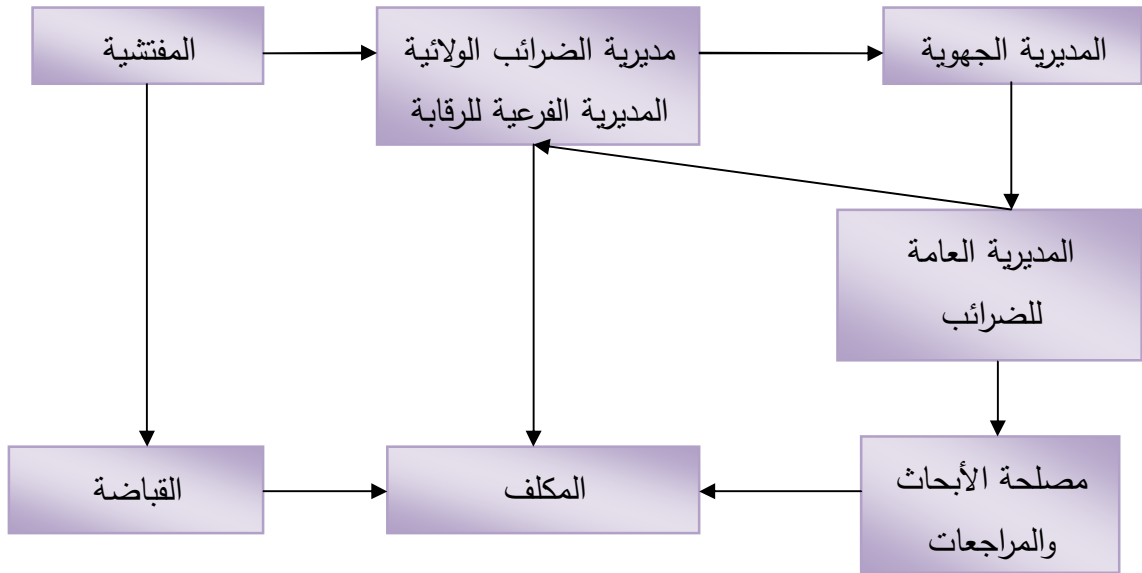 المديرية الجهوية
مديرية الضرائب الولائية
المديرية الفرعية للرقابة
المفتشية
المديرية العامة
للضرائب
مصلحة الأبحاث
والمراجعات
المكلف
القباضة